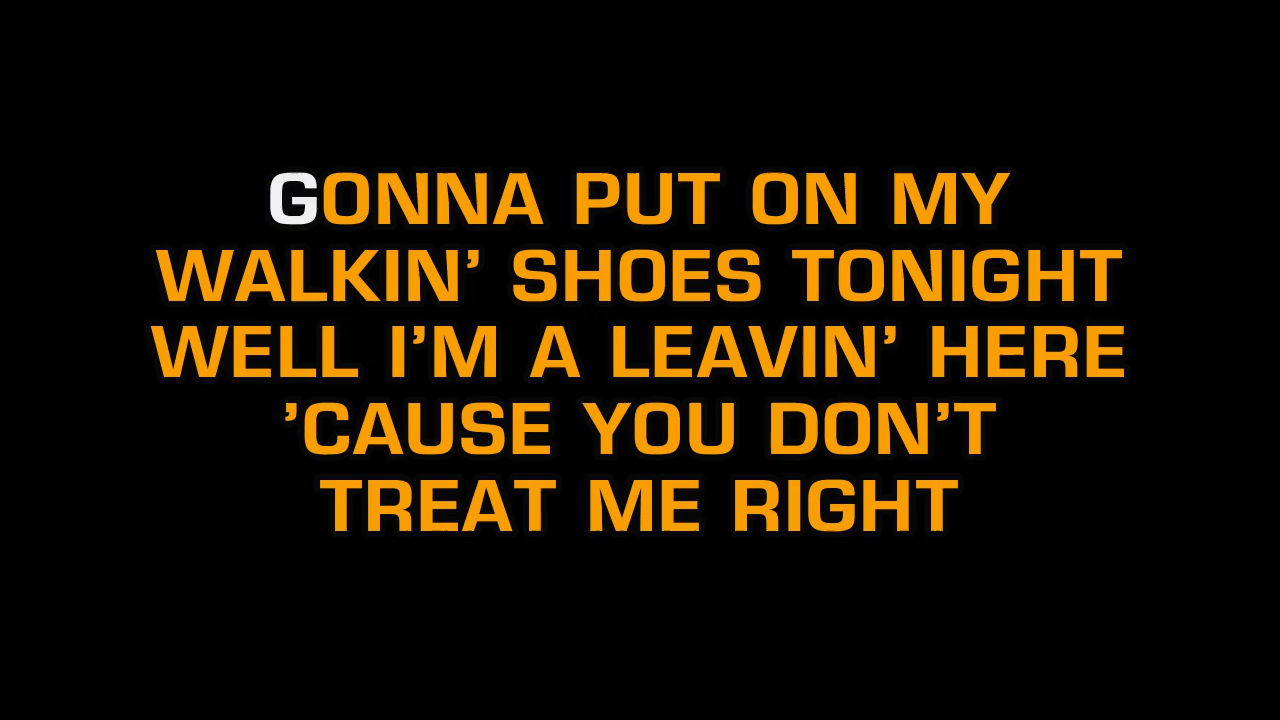 GONNA PUT ON MY
WALKIN’ SHOES TONIGHT
WELL I’M A LEAVIN’ HERE
’CAUSE YOU DON’T
TREAT ME RIGHT